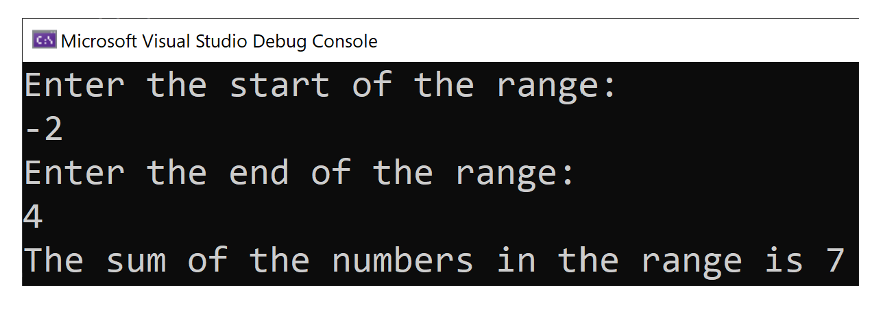 Microsoft Visual Studio Debug Console
Enter the start of the range:
-2
Enter the end of the range:
4
The sum of the numbers in the range is 7